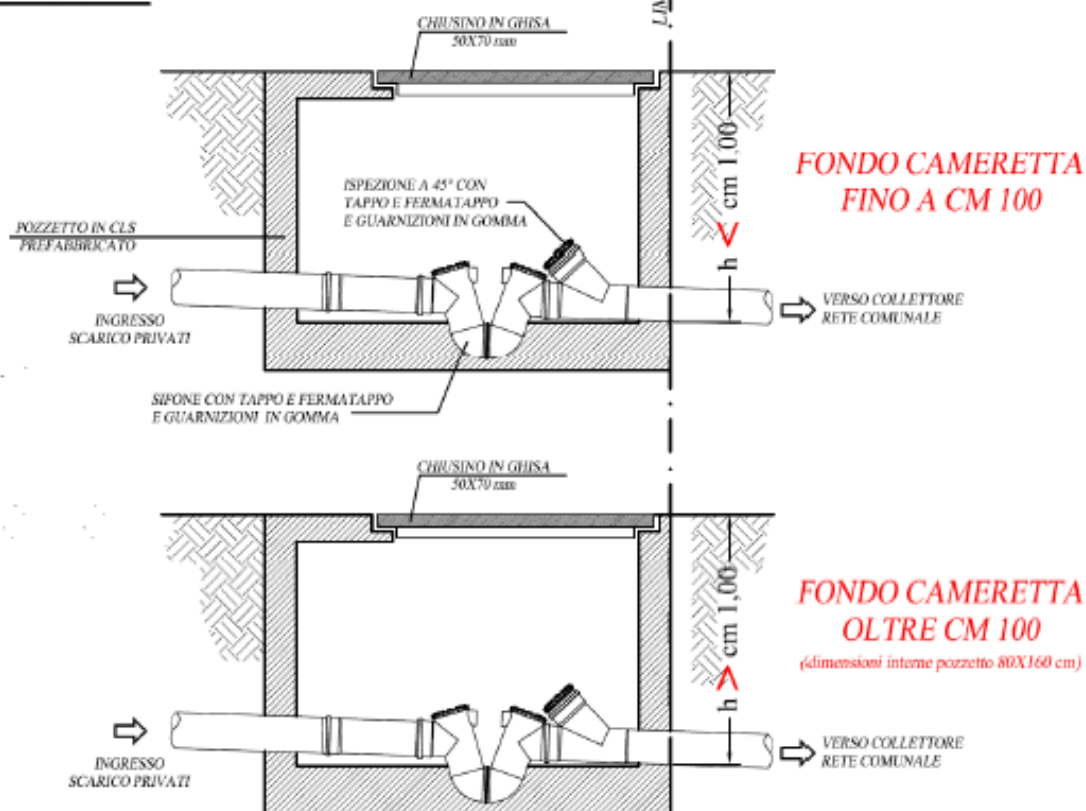 CHIUSINO IN GHISA
50X70 mm
ISPEZIONE A 45° CON
TAPPO E FERMATAPPO
E GUARNIZIONI IN GOMMA
POZZETTO IN CLS
PREFABBRICATO
INGRESSO
SCARICO PRIVATI
SIFONE CON TAPPO E FERMATAPPO
E GUARNIZIONI IN GOMMA
h < cm 1,00
FONDO CAMERETTA
FINO A CM 100
VERSO COLLETTORE
RETE COMUNALE
CHIUSINO IN GHISA
50X70 mm
INGRESSO
SCARICO PRIVATI
h > cm 1,00
FONDO CAMERETTA
OLTRE CM 100
(dimensioni interne pozzetto 80X160 cm)
VERSO COLLETTORE
RETE COMUNALE